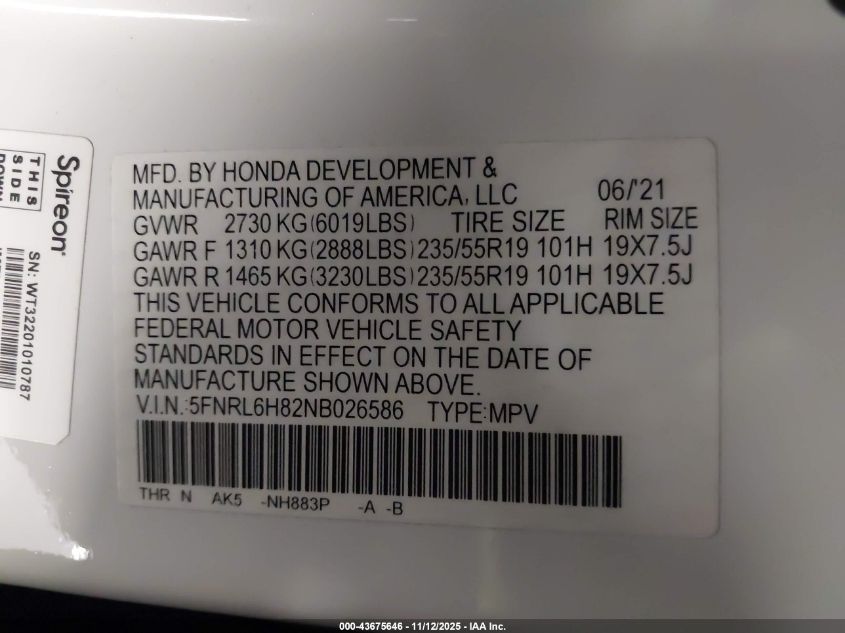 Spireon
THIS
SIDE
DOWN
SN: WT32201010787
MFD. BY HONDA DEVELOPMENT &
MANUFACTURING OF AMERICA, LLC 06/'21
GVWR 2730 KG(6019LBS) TIRE SIZE RIM SIZE
GAWR F 1310 KG(2888LBS) 235/55R19 101H 19X7.5J
GAWR R 1465 KG(3230LBS) 235/55R19 101H 19X7.5J
THIS VEHICLE CONFORMS TO ALL APPLICABLE
FEDERAL MOTOR VEHICLE SAFETY
STANDARDS IN EFFECT ON THE DATE OF
MANUFACTURE SHOWN ABOVE.
V.I.N.:5FNRL6H82NB026586 TYPE:MPV
THR N AK5 -NH883P -A -B
000-43675646 - 11/12/2025 - IAA Inc.